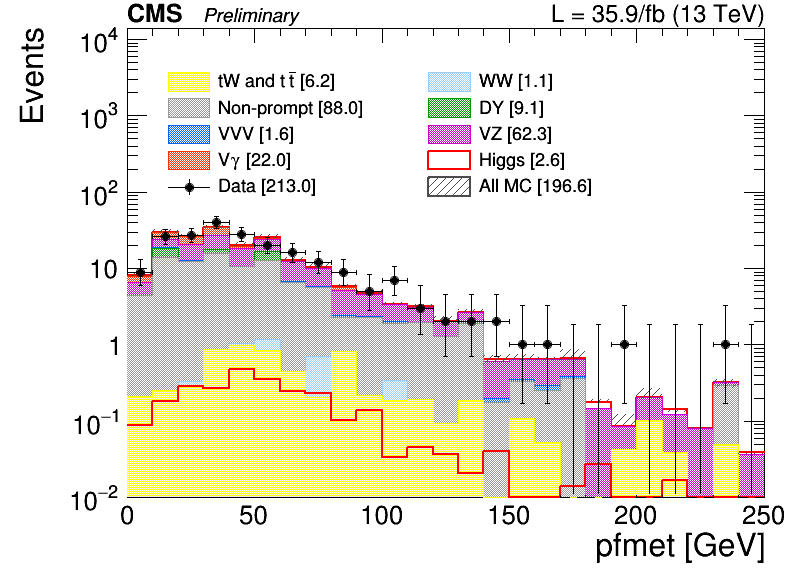 CMS Preliminary L = 35.9/fb (13 TeV)
Events
10⁴
10³
10²
10
1
10⁻¹
10⁻²
tW and t t̄ [6.2] WW [1.1]
Non-prompt [88.0] DY [9.1]
VVV [1.6] VZ [62.3]
Vγ [22.0] Higgs [2.6]
Data [213.0] All MC [196.6]
0 50 100 150 200 250
pfmet [GeV]